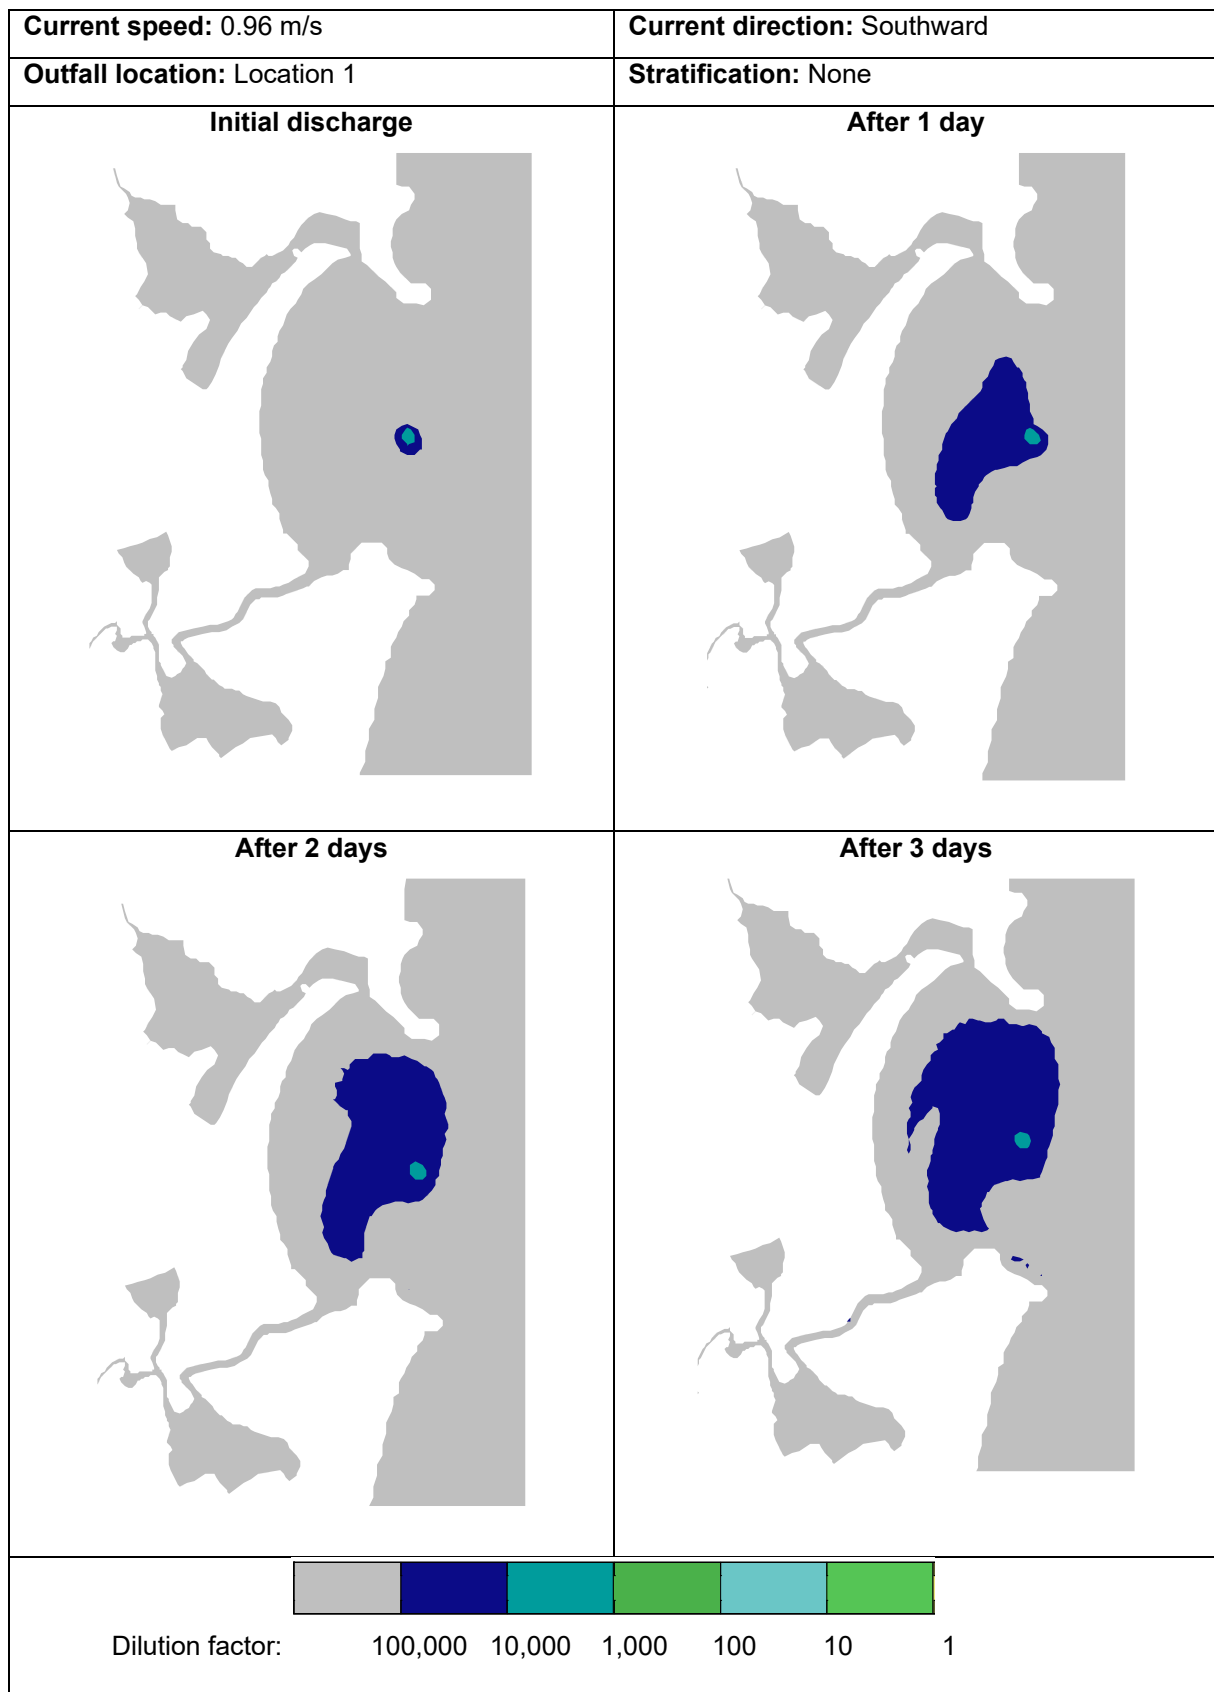 Current speed: 0.96 m/s
Current direction: Southward
Outfall location: Location 1
Stratification: None
Initial discharge
After 1 day
After 2 days
After 3 days
Dilution factor: 100,000 10,000 1,000 100 10 1